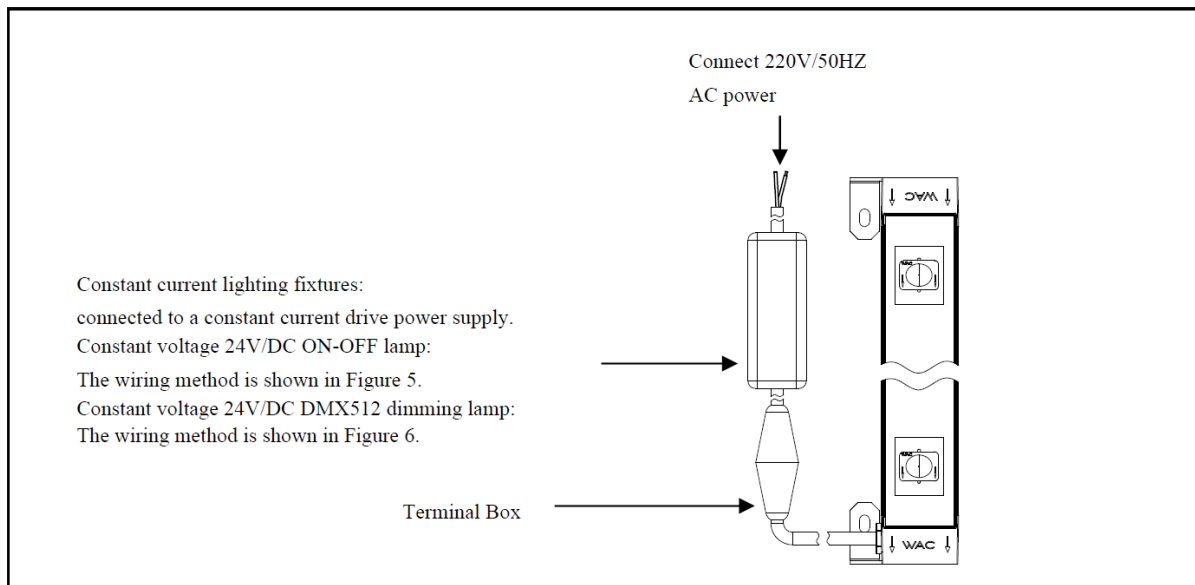 Connect 220V/50HZ
AC power
WAC
Constant current lighting fixtures:
connected to a constant current drive power supply.
Constant voltage 24V/DC ON-OFF lamp:
The wiring method is shown in Figure 5.
Constant voltage 24V/DC DMX512 dimming lamp:
The wiring method is shown in Figure 6.
Terminal Box
WAC